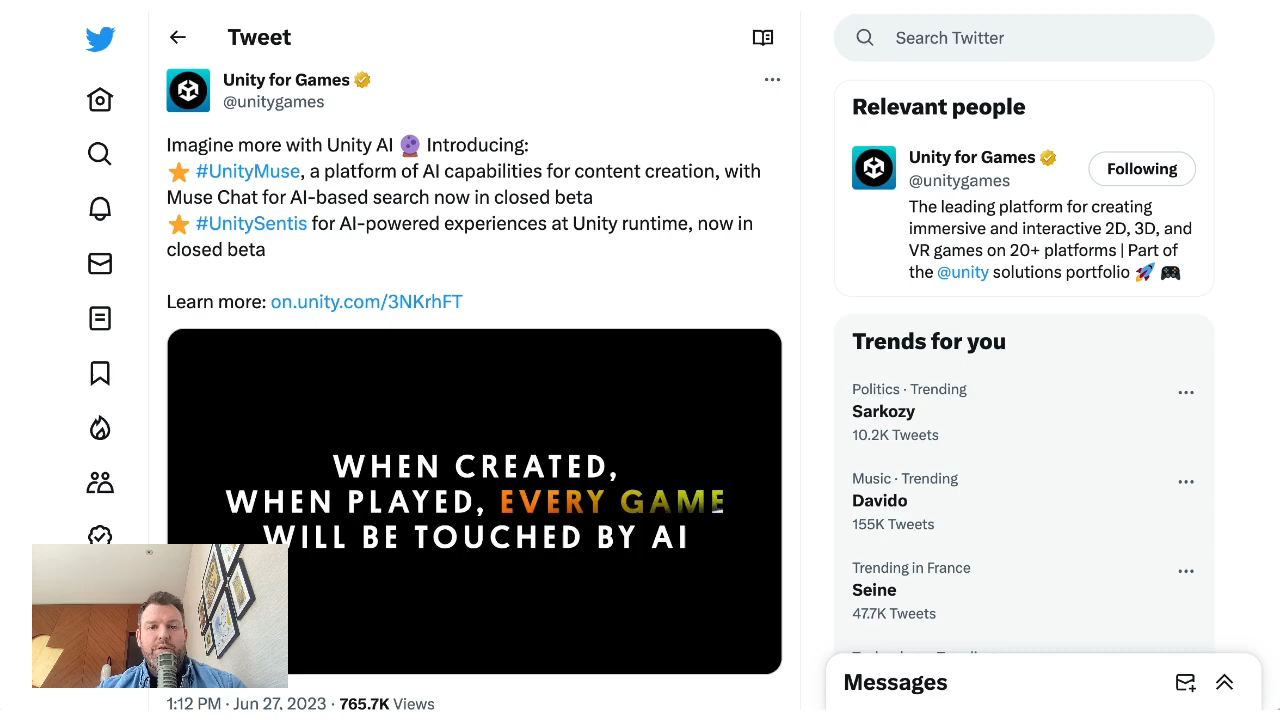 Tweet
Unity for Games
@unitygames
Imagine more with Unity AI 🔮 Introducing:
⭐ #UnityMuse, a platform of AI capabilities for content creation, with
Muse Chat for AI-based search now in closed beta
⭐ #UnitySentis for AI-powered experiences at Unity runtime, now in
closed beta
Learn more: on.unity.com/3NKrhFT
WHEN CREATED,
WHEN PLAYED, EVERY GAME
WILL BE TOUCHED BY AI
1:12 PM · Jun 27, 2023 · 765.7K Views
Search Twitter
Relevant people
Unity for Games
@unitygames
Following
The leading platform for creating
immersive and interactive 2D, 3D, and
VR games on 20+ platforms | Part of
the @unity solutions portfolio 🚀 🎮
Trends for you
Politics · Trending
Sarkozy
10.2K Tweets
Music · Trending
Davido
155K Tweets
Trending in France
Seine
47.7K Tweets
Messages